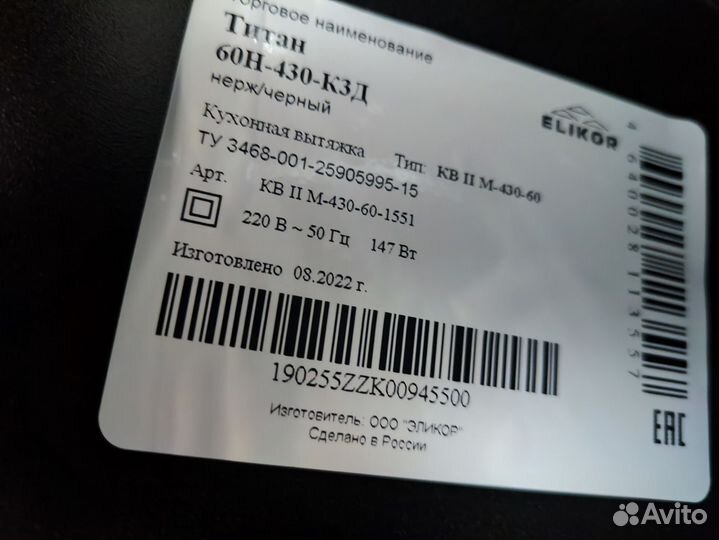 Торговое наименование
Титан
60Н-430-К3Д
нерж/черный
ELIKOR
Кухонная вытяжка Тип: КВ II М-430-60
ТУ 3468-001-25905995-15
Арт. КВ II М-430-60-1551
220 В ~ 50 Гц 147 Вт
Изготовлено 08.2022 г.
190255ZZK00945500
Изготовитель: ООО "ЭЛИКОР"
Сделано в России
4640028113557
EAC
Avito